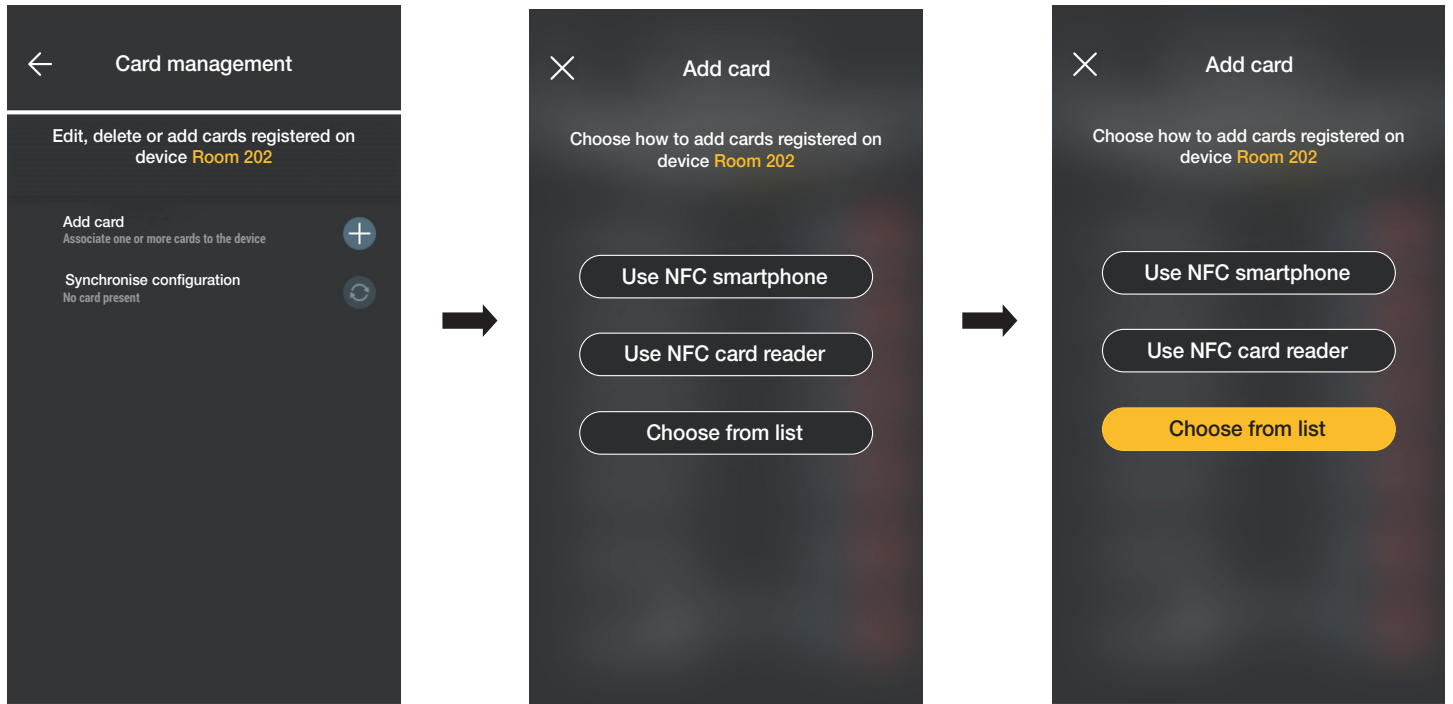 Card management
Edit, delete or add cards registered on
device Room 202
Add card
Associate one or more cards to the device
Synchronise configuration
No card present
Add card
Choose how to add cards registered on
device Room 202
Use NFC smartphone
Use NFC card reader
Choose from list
Add card
Choose how to add cards registered on
device Room 202
Use NFC smartphone
Use NFC card reader
Choose from list